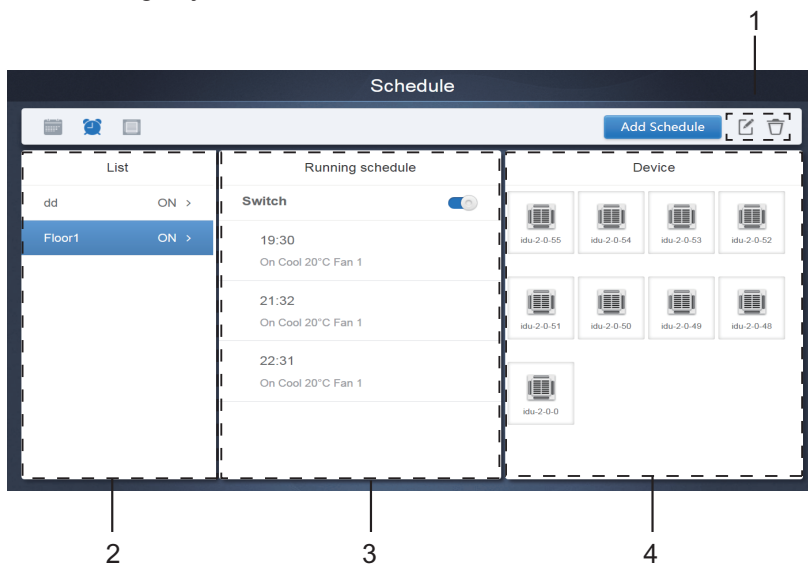 1
Schedule
Add Schedule
List
dd ON >
Floor1 ON >
Running schedule
Switch
19:30
On Cool 20°C Fan 1
21:32
On Cool 20°C Fan 1
22:31
On Cool 20°C Fan 1
Device
idu-2-0-55 idu-2-0-54 idu-2-0-53 idu-2-0-52
idu-2-0-51 idu-2-0-50 idu-2-0-49 idu-2-0-48
idu-2-0-0
2 3 4